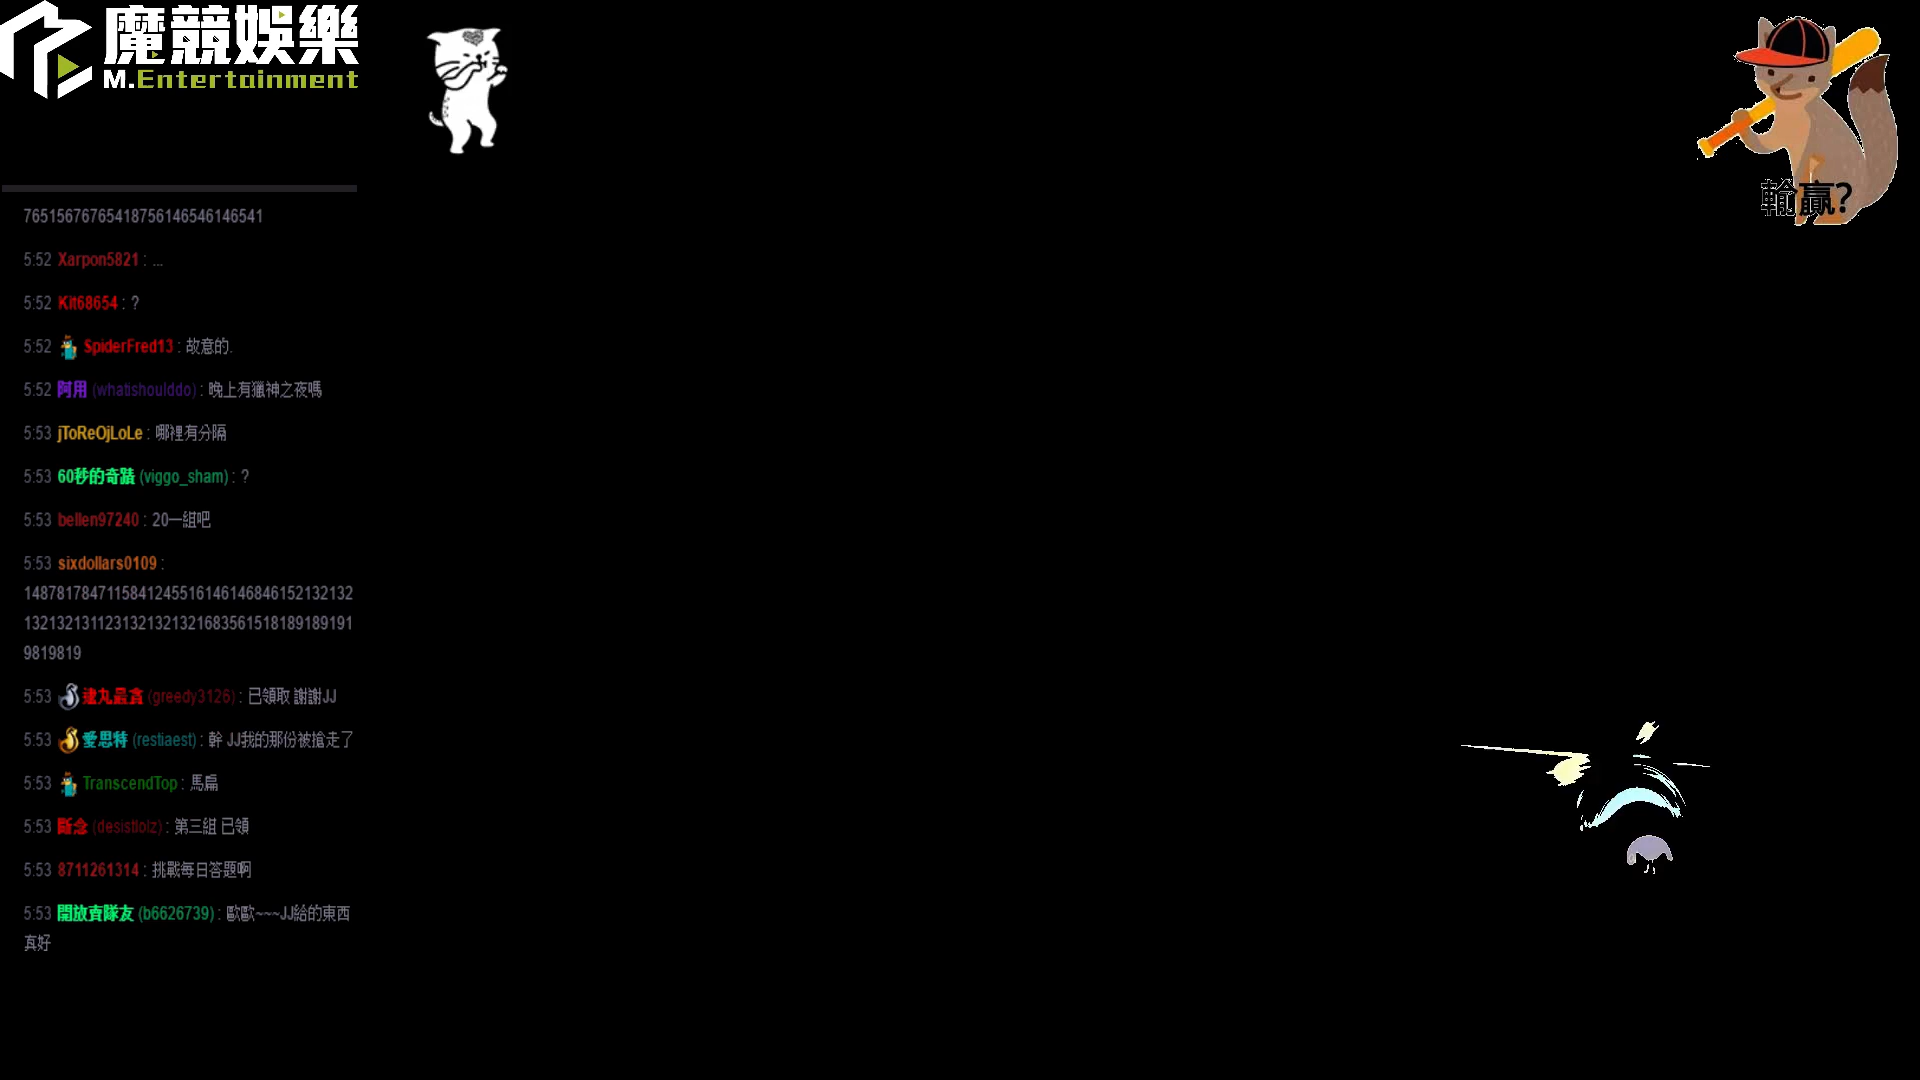 魔競娛樂
M.Entertainment
輸贏?
7651567676541875614654614 6541
5:52 Xarpon5821 : ...
5:52 Kit68654 : ?
5:52 SpiderFred13 : 故意的.
5:52 阿用 (whatishoulddo) : 晚上有獵神之夜嗎
5:53 jToReOjLoLe : 哪裡有分隔
5:53 60秒的奇蹟 (viggo_sham) : ?
5:53 bellen97240 : 20一組吧
5:53 sixdollars0109 :
14878178471158412455161461468461521321 32
1321321311231321321321683561518189189191
9819819
5:53 逮丸最貪 (greedy3126) : 已領取 謝謝JJ
5:53 愛思特 (restiaest) : 幹 JJ我的那份被搶走了
5:53 TranscendTop : 馬扁
5:53 斷念 (desistlolz) : 第三組 已領
5:53 8711261314 : 挑戰每日答題啊
5:53 開放賣隊友 (b6626739) : 歐歐~~~JJ給的東西
真好